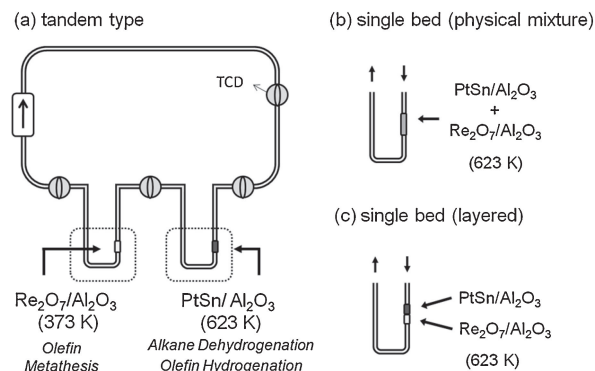 (a) tandem type
TCD
Re₂O₇/Al₂O₃
(373 K)
Olefin
Metathesis
PtSn/ Al₂O₃
(623 K)
Alkane Dehydrogenation
Olefin Hydrogenation
(b) single bed (physical mixture)
PtSn/Al₂O₃
+
Re₂O₇/Al₂O₃
(623 K)
(c) single bed (layered)
PtSn/Al₂O₃
Re₂O₇/Al₂O₃
(623 K)